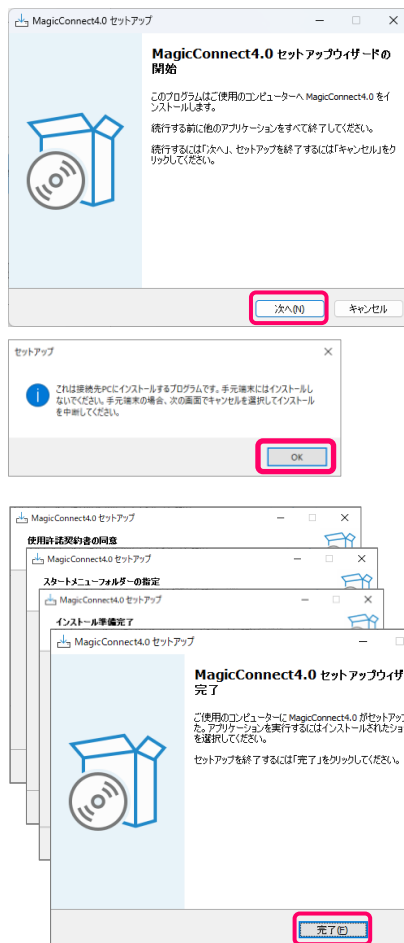 MagicConnect4.0 セットアップ
MagicConnect4.0 セットアップウィザードの
開始
このプログラムはご使用のコンピューターへ MagicConnect4.0 をイ
ンストールします。
続行する前に他のアプリケーションをすべて終了してください。
続行するには「次へ」、セットアップを終了するには「キャンセル」をク
リックしてください。
次へ(N)
キャンセル
セットアップ
これは接続先PCにインストールするプログラムです。手元端末にはインストールし
ないでください。手元端末の場合、次の画面でキャンセルを選択してインストール
を中断してください。
OK
MagicConnect4.0 セットアップ
使用許諾契約書の同意
MagicConnect4.0 セットアップ
スタートメニューフォルダーの指定
MagicConnect4.0 セットアップ
インストール準備完了
MagicConnect4.0 セットアップ
MagicConnect4.0 セットアップウィザ
完了
ご使用のコンピューターに MagicConnect4.0 がセットアップ
た。アプリケーションを実行するにはインストールされたショ
を選択してください。
セットアップを終了するには「完了」をクリックしてください。
完了(F)